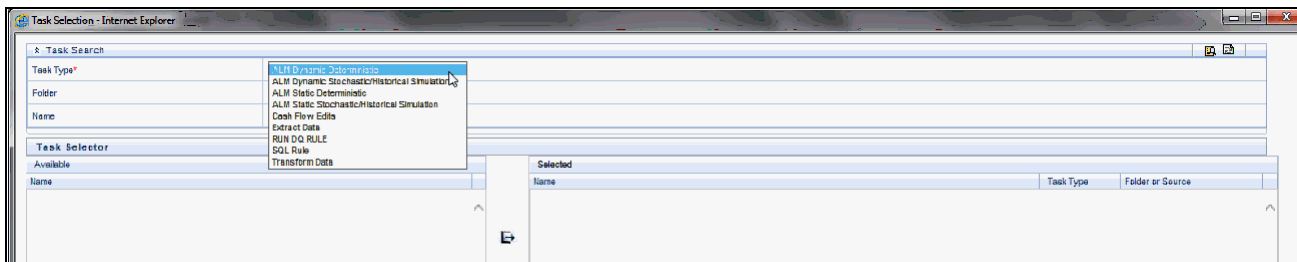 Task Selection - Internet Explorer
Task Search
Task Type*
ALM Dynamic Deterministic
ALM Dynamic Stochastic/Historical Simulation
Folder
ALM Static Deterministic
ALM Static Stochastic/Historical Simulation
Name
Cash Flow Edits
Extract Data
RUN DQ RULE
Task Selector
SQL Rule
Transform Data
Available
Selected
Name
Name Task Type Folder or Source